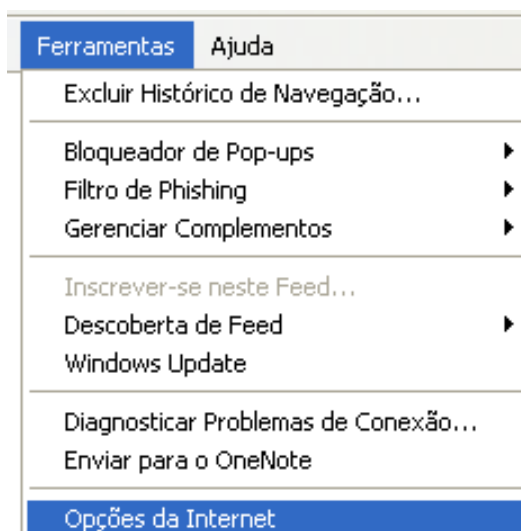 Ferramentas Ajuda
Excluir Histórico de Navegação...
Bloqueador de Pop-ups
Filtro de Phishing
Gerenciar Complementos
Inscrever-se neste Feed...
Descoberta de Feed
Windows Update
Diagnosticar Problemas de Conexão...
Enviar para o OneNote
Opções da Internet